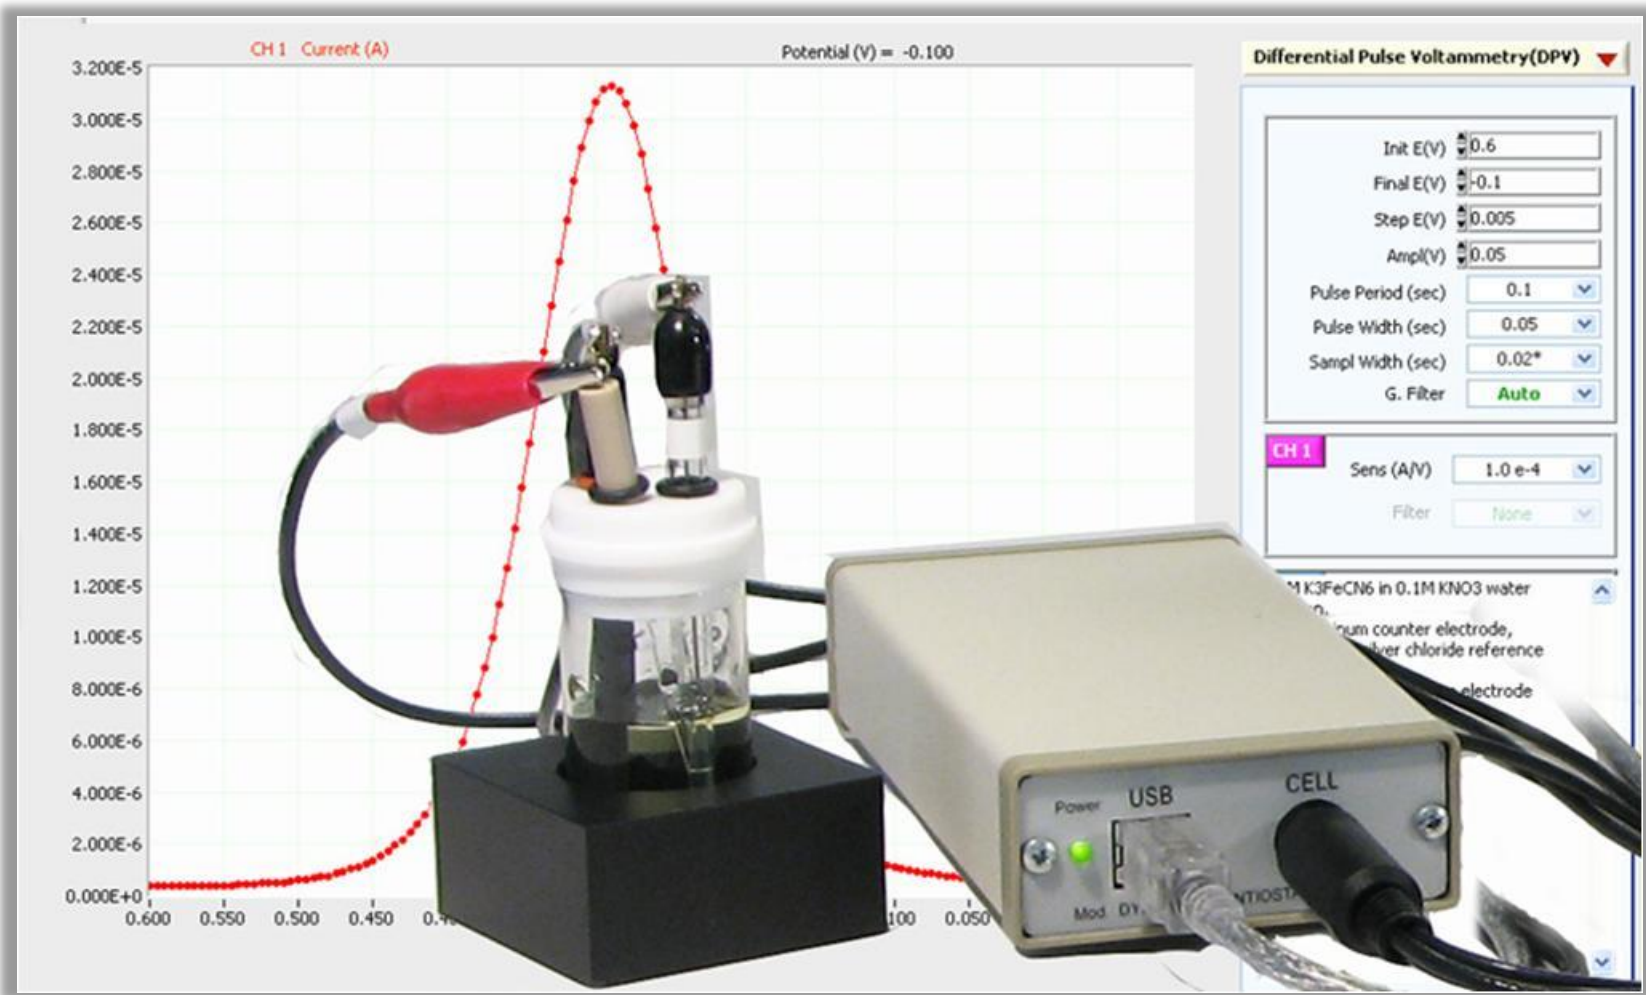 CH 1 Current (A)
Potential (V) = -0.100
3.200E-5
3.000E-5
2.800E-5
2.600E-5
2.400E-5
2.200E-5
2.000E-5
1.800E-5
1.600E-5
1.400E-5
1.200E-5
1.000E-5
8.000E-6
6.000E-6
4.000E-6
2.000E-6
0.000E+0
0.600 0.550 0.500 0.450 0.050
Differential Pulse Voltammetry(DPV)
Init E(V) 0.6
Final E(V) -0.1
Step E(V) 0.005
Ampl(V) 0.05
Pulse Period (sec) 0.1
Pulse Width (sec) 0.05
Sampl Width (sec) 0.02*
G. Filter Auto
CH 1
Sens (A/V) 1.0 e-4
Filter None
M K3FeCN6 in 0.1M KNO3 water
counter electrode,
chloride reference
electrode
Power USB CELL
Mod.